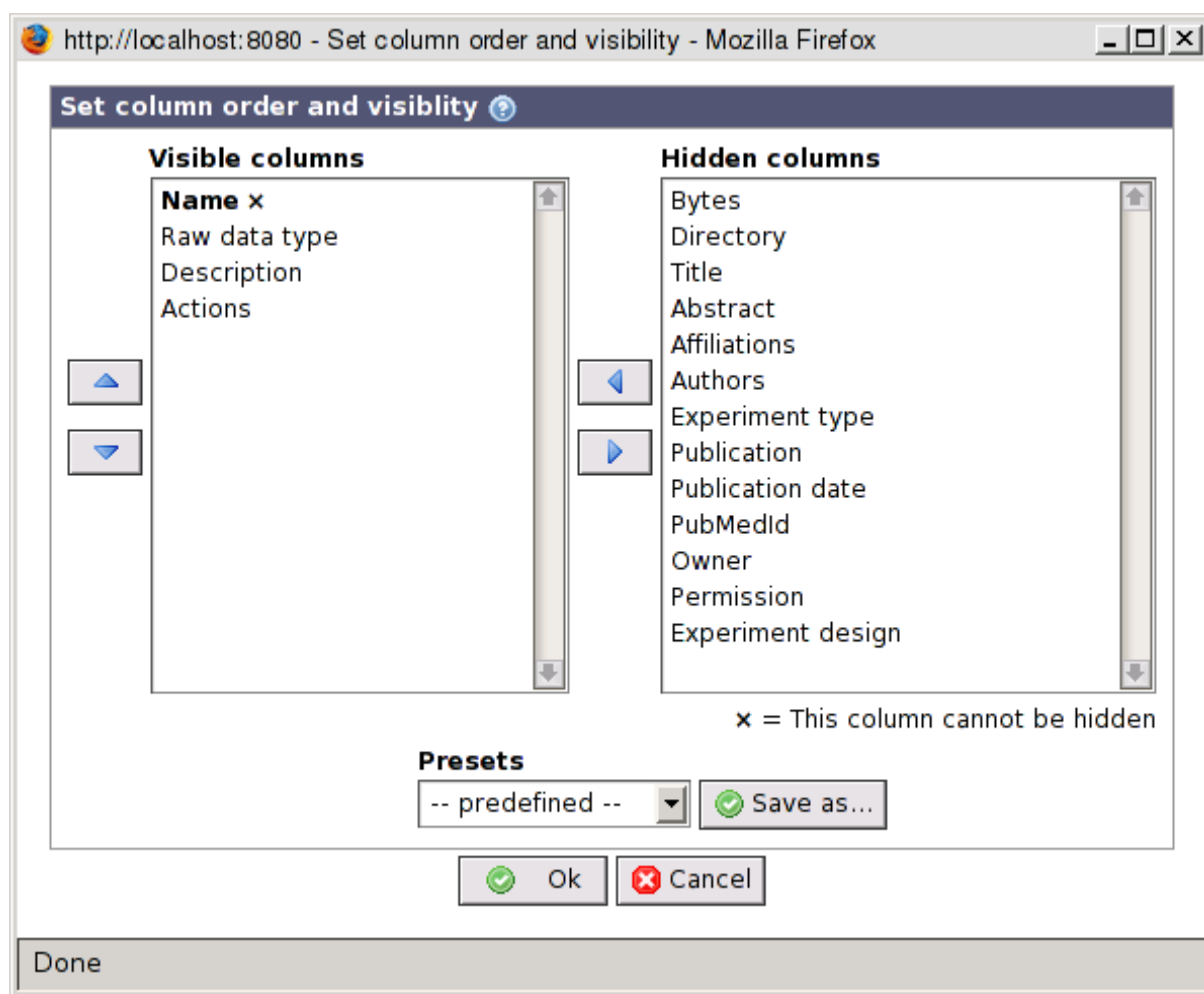 http://localhost:8080 - Set column order and visibility - Mozilla Firefox
Set column order and visiblity
Visible columns
Name ×
Raw data type
Description
Actions
Hidden columns
Bytes
Directory
Title
Abstract
Affiliations
Authors
Experiment type
Publication
Publication date
PubMedId
Owner
Permission
Experiment design
× = This column cannot be hidden
Presets
-- predefined --
Save as...
Ok
Cancel
Done